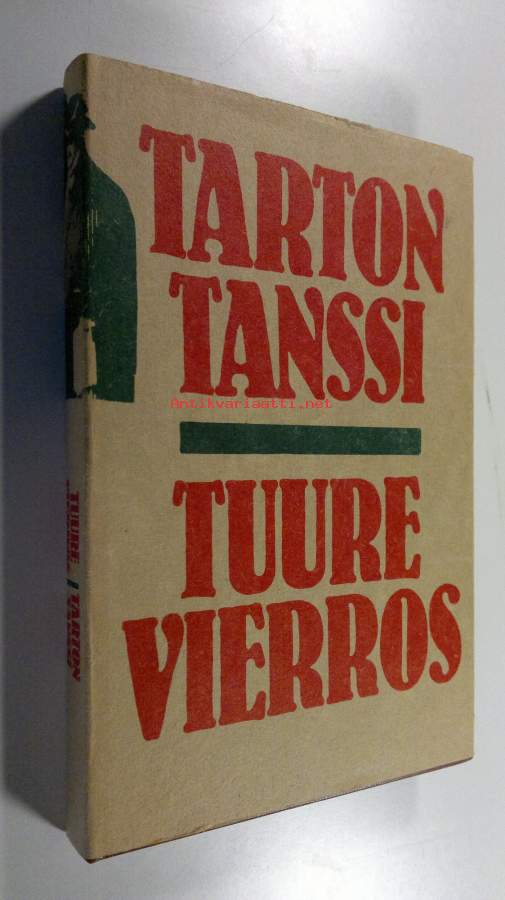 TARTON
TANSSI
Antikvariaatti.net
TUURE
VIERROS
TUURE
VIERROS
TARTON
TANSSI